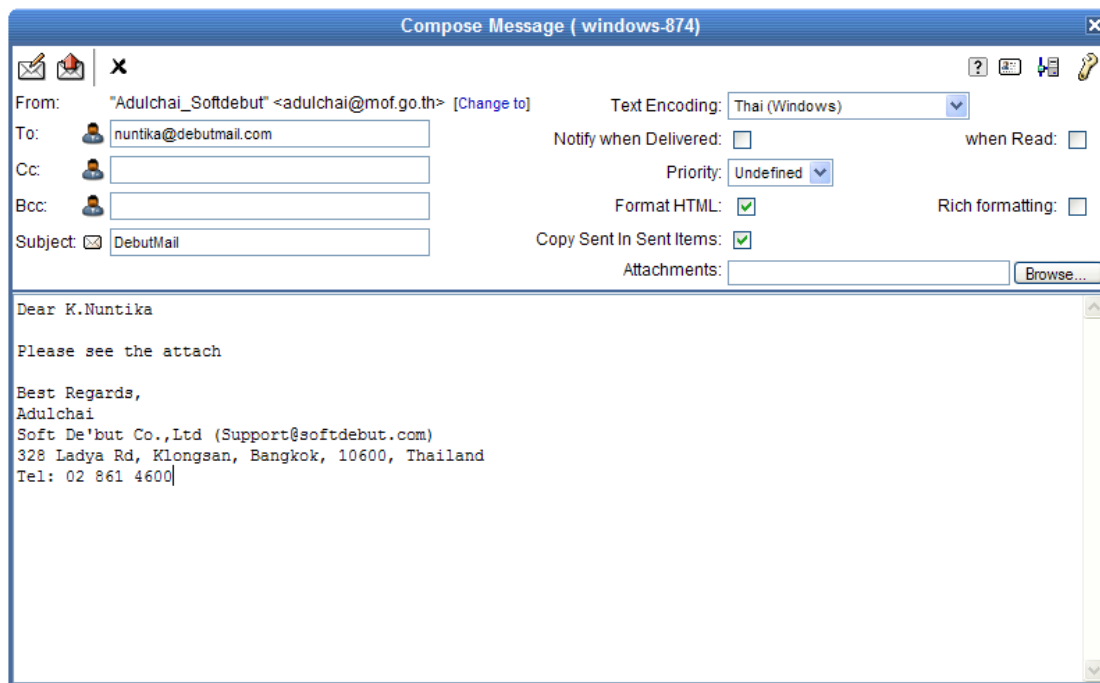 Compose Message ( windows-874)
From: "Adulchai_Softdebut" <adulchai@mof.go.th> [Change to] Text Encoding: Thai (Windows)
To: nuntika@debutmail.com Notify when Delivered: when Read:
Cc: Priority: Undefined
Bcc: Format HTML: Rich formatting:
Subject: DebutMail Copy Sent In Sent Items:
Attachments: Browse...
Dear K.Nuntika
Please see the attach
Best Regards,
Adulchai
Soft De'but Co.,Ltd (Support@softdebut.com)
328 Ladya Rd, Klongsan, Bangkok, 10600, Thailand
Tel: 02 861 4600